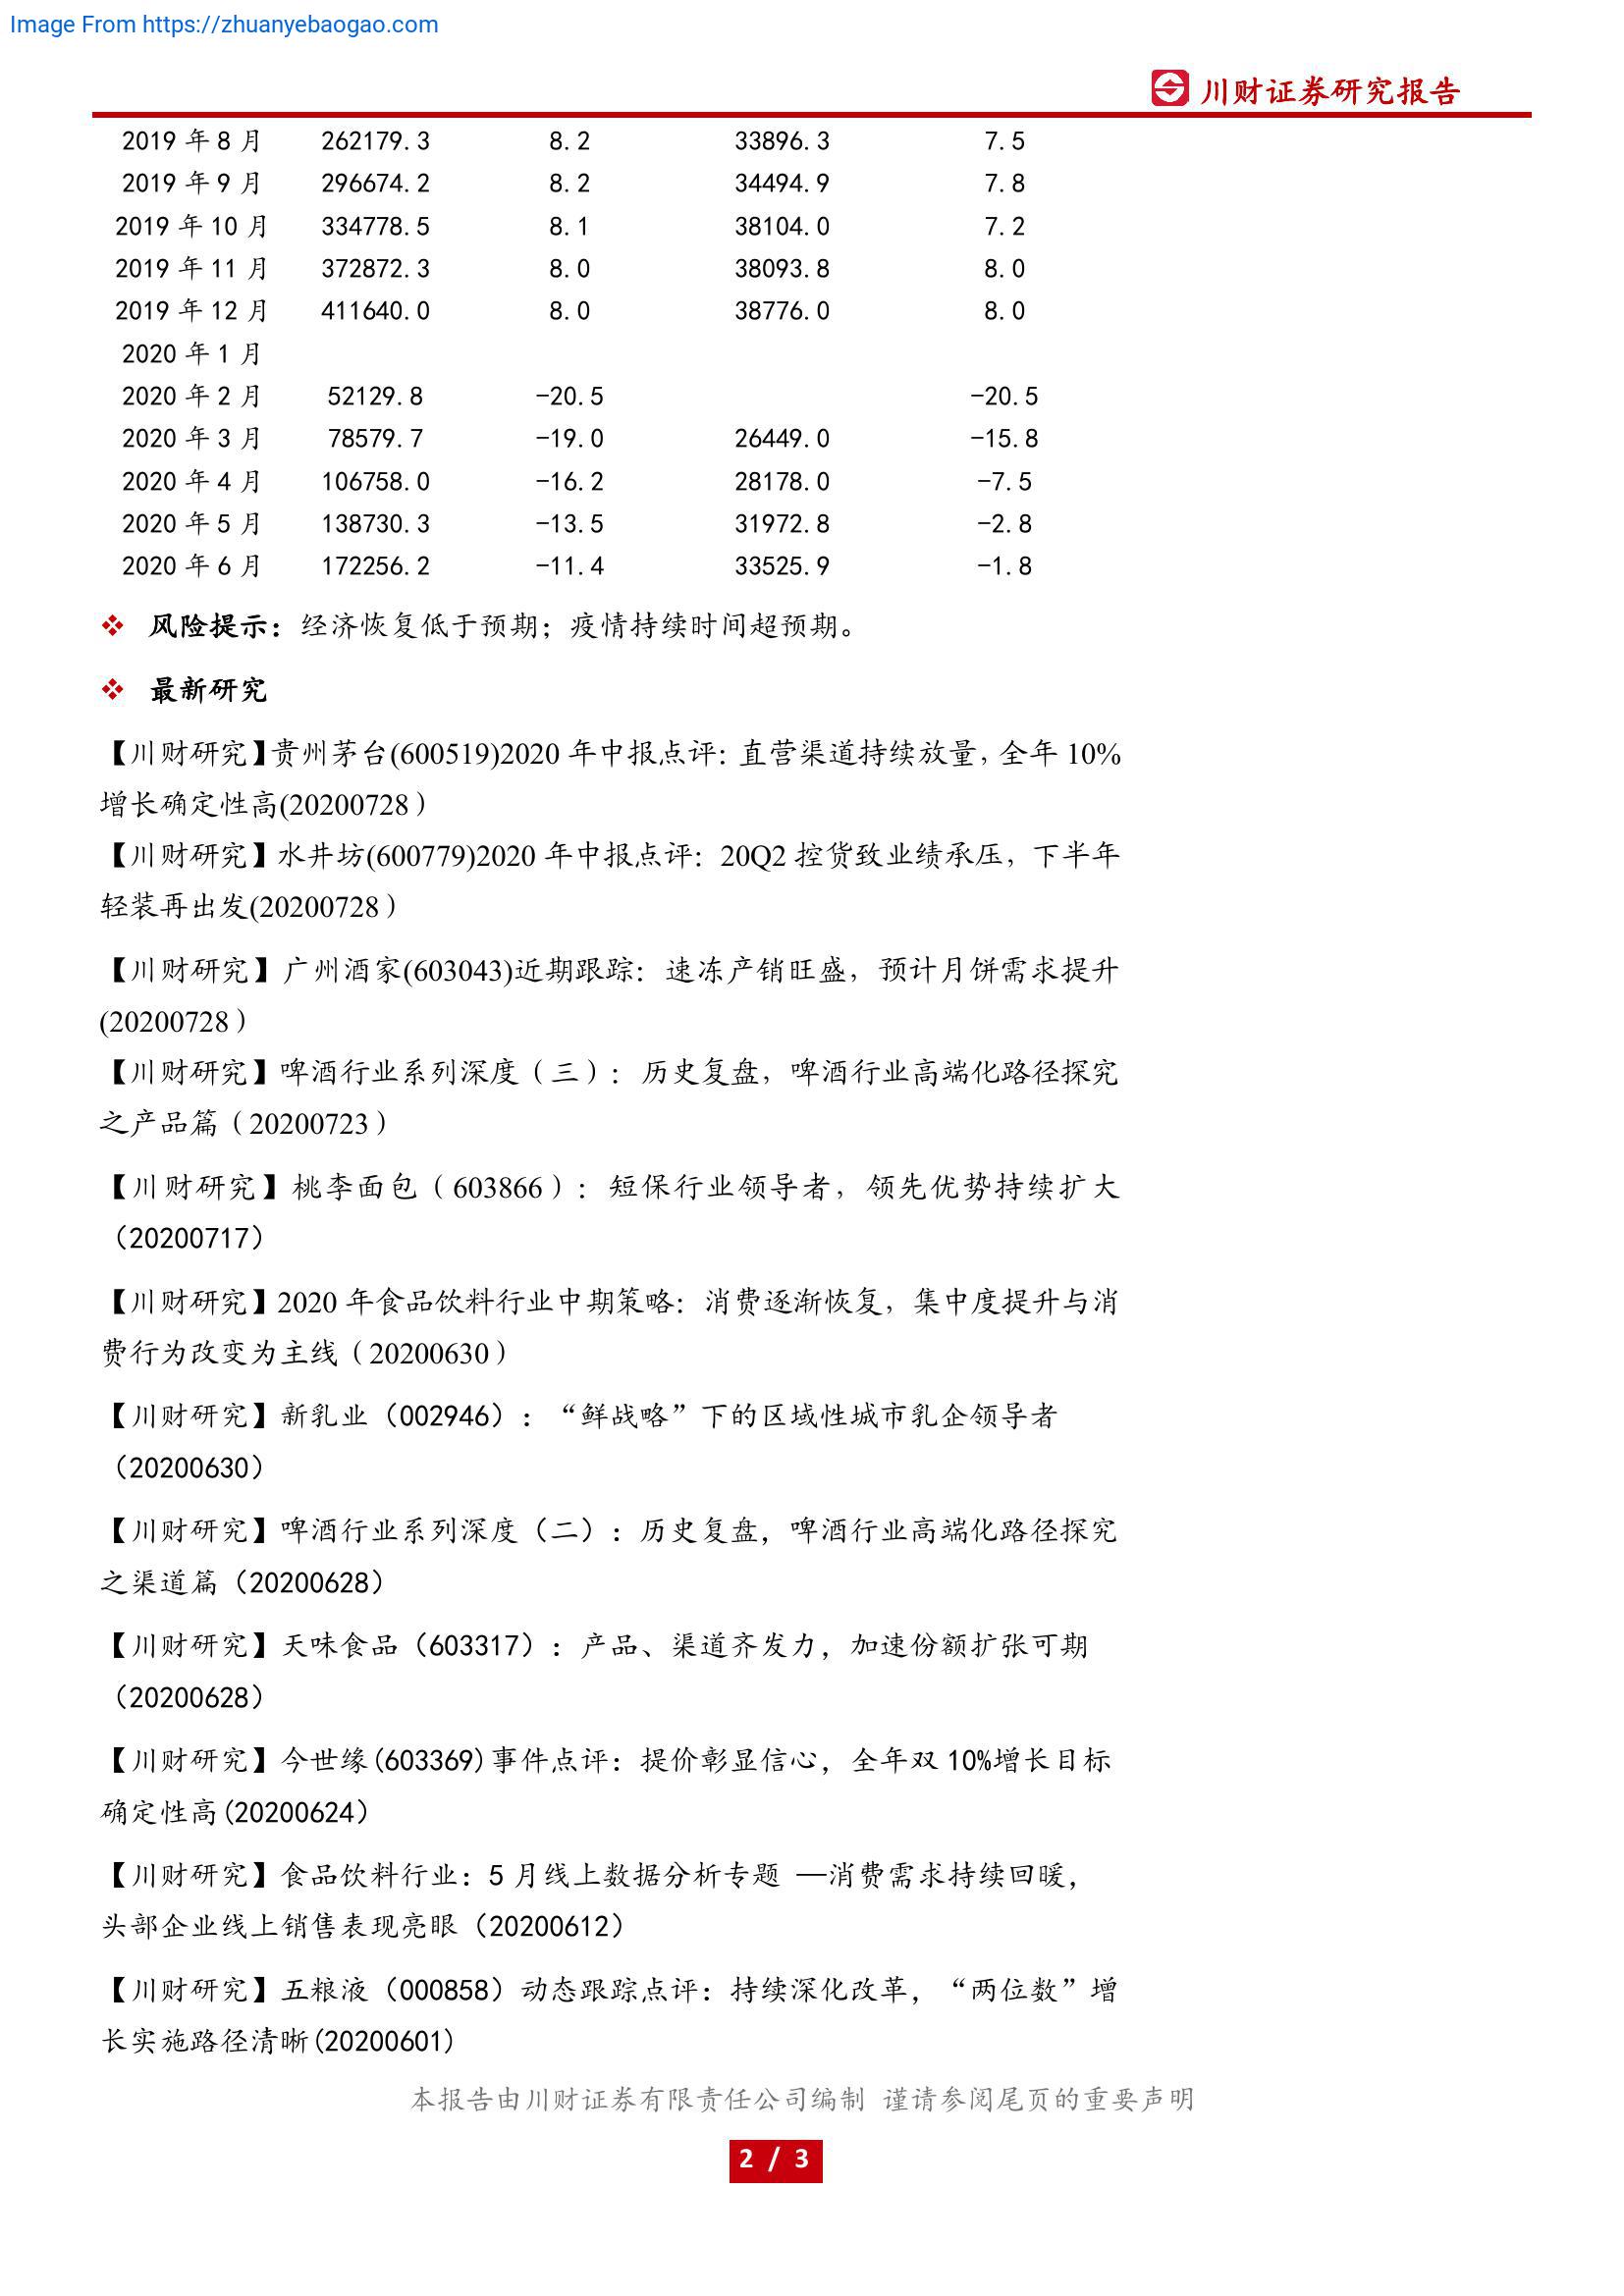 Image From https://zhuanyebaogao.com
川财证券研究报告
2019 年 8 月 262179.3 8.2 33896.3 7.5
2019 年 9 月 296674.2 8.2 34494.9 7.8
2019 年 10 月 334778.5 8.1 38104.0 7.2
2019 年 11 月 372872.3 8.0 38093.8 8.0
2019 年 12 月 411640.0 8.0 38776.0 8.0
2020 年 1 月
2020 年 2 月 52129.8 -20.5 -20.5
2020 年 3 月 78579.7 -19.0 26449.0 -15.8
2020 年 4 月 106758.0 -16.2 28178.0 -7.5
2020 年 5 月 138730.3 -13.5 31972.8 -2.8
2020 年 6 月 172256.2 -11.4 33525.9 -1.8
❖ 风险提示：经济恢复低于预期；疫情持续时间超预期。
❖ 最新研究
【川财研究】贵州茅台(600519)2020 年中报点评：直营渠道持续放量，全年 10%
增长确定性高(20200728）
【川财研究】水井坊(600779)2020 年中报点评：20Q2 控货致业绩承压，下半年
轻装再出发(20200728）
【川财研究】广州酒家(603043)近期跟踪：速冻产销旺盛，预计月饼需求提升
(20200728）
【川财研究】啤酒行业系列深度（三）：历史复盘，啤酒行业高端化路径探究
之产品篇（20200723）
【川财研究】桃李面包（603866）：短保行业领导者，领先优势持续扩大
（20200717）
【川财研究】2020 年食品饮料行业中期策略：消费逐渐恢复，集中度提升与消
费行为改变为主线（20200630）
【川财研究】新乳业（002946）：“鲜战略”下的区域性城市乳企领导者
（20200630）
【川财研究】啤酒行业系列深度（二）：历史复盘，啤酒行业高端化路径探究
之渠道篇（20200628）
【川财研究】天味食品（603317）：产品、渠道齐发力，加速份额扩张可期
（20200628）
【川财研究】今世缘(603369)事件点评：提价彰显信心，全年双 10%增长目标
确定性高(20200624）
【川财研究】食品饮料行业：5 月线上数据分析专题 —消费需求持续回暖，
头部企业线上销售表现亮眼（20200612）
【川财研究】五粮液（000858）动态跟踪点评：持续深化改革，“两位数”增
长实施路径清晰(20200601)
本报告由川财证券有限责任公司编制 谨请参阅尾页的重要声明
2 / 3